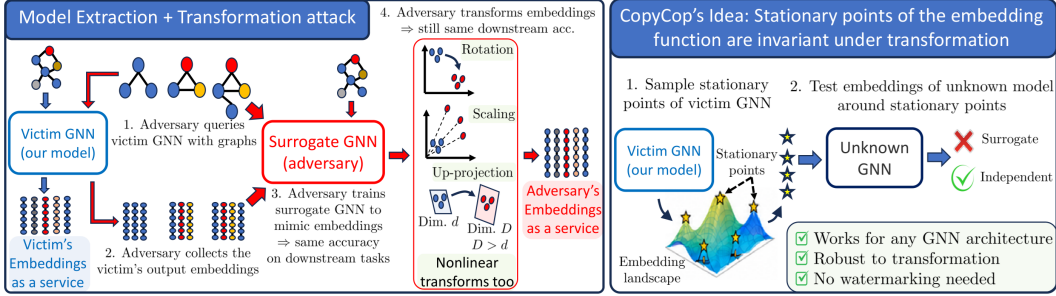 Model Extraction + Transformation attack
4. Adversary transforms embeddings
⇒ still same downstream acc.
1. Adversary queries
victim GNN with graphs
Victim GNN
(our model)
Surrogate GNN
(adversary)
Victim's
Embeddings
as a service
2. Adversary collects the
victim's output embeddings
3. Adversary trains
surrogate GNN to
mimic embeddings
⇒ same accuracy
on downstream tasks
Rotation
Scaling
Up-projection
Dim. d
Dim. D
D > d
Nonlinear
transforms too
Adversary's
Embeddings
as a service
CopyCop's Idea: Stationary points of the embedding
function are invariant under transformation
1. Sample stationary
points of victim GNN
2. Test embeddings of unknown model
around stationary points
Victim GNN
(our model)
Stationary
points
Embedding
landscape
Unknown
GNN
Surrogate
Independent
Works for any GNN architecture
Robust to transformation
No watermarking needed